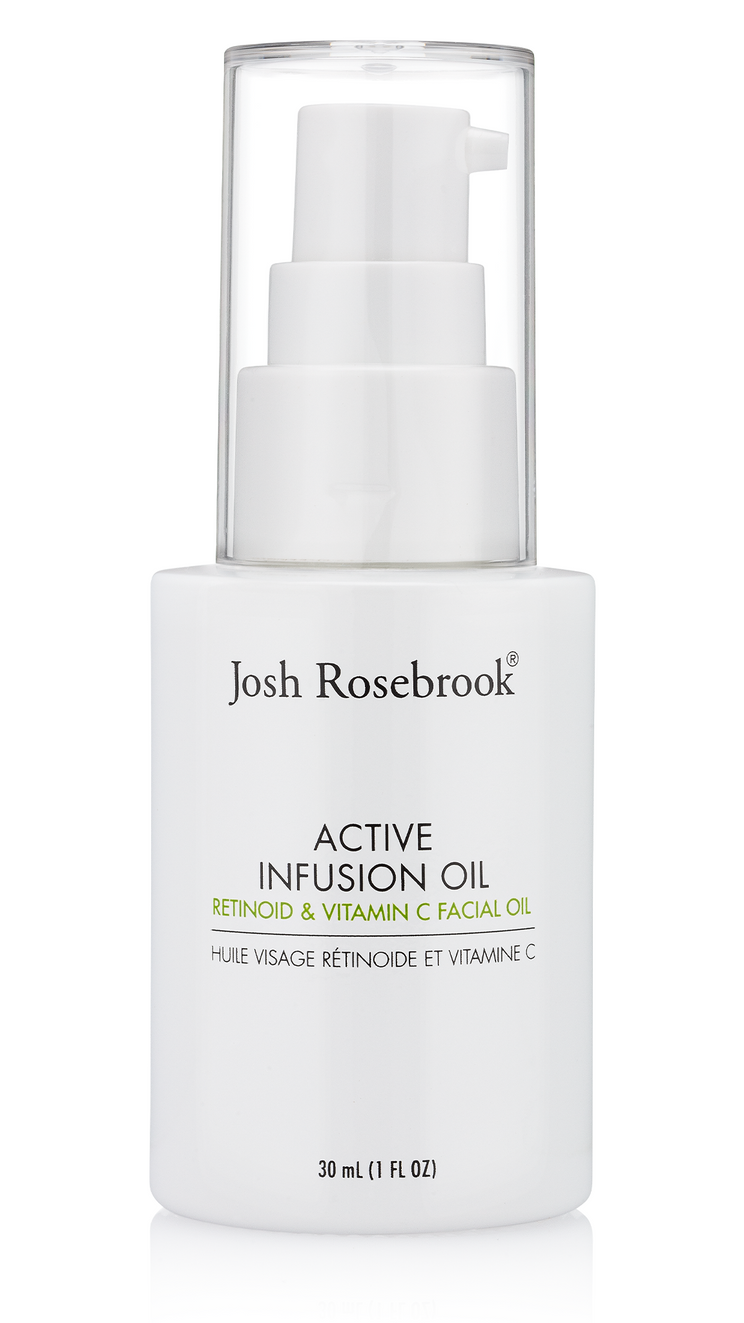 Josh Rosebrook®
ACTIVE
INFUSION OIL
RETINOID & VITAMIN C FACIAL OIL
HUILE VISAGE RÉTINOIDE ET VITAMINE C
30 mL (1 FL OZ)